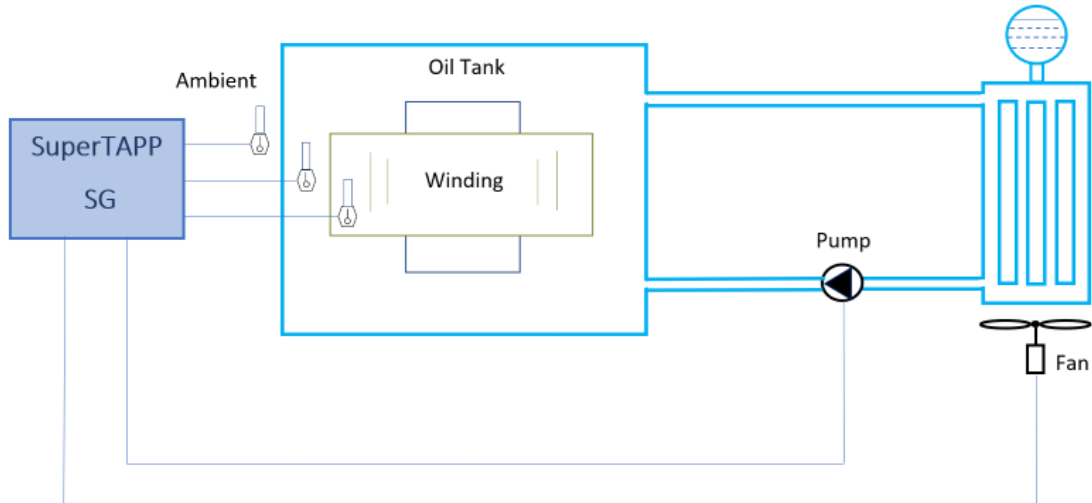 Oil Tank
Ambient
SuperTAPP
SG
Winding
Pump
Fan